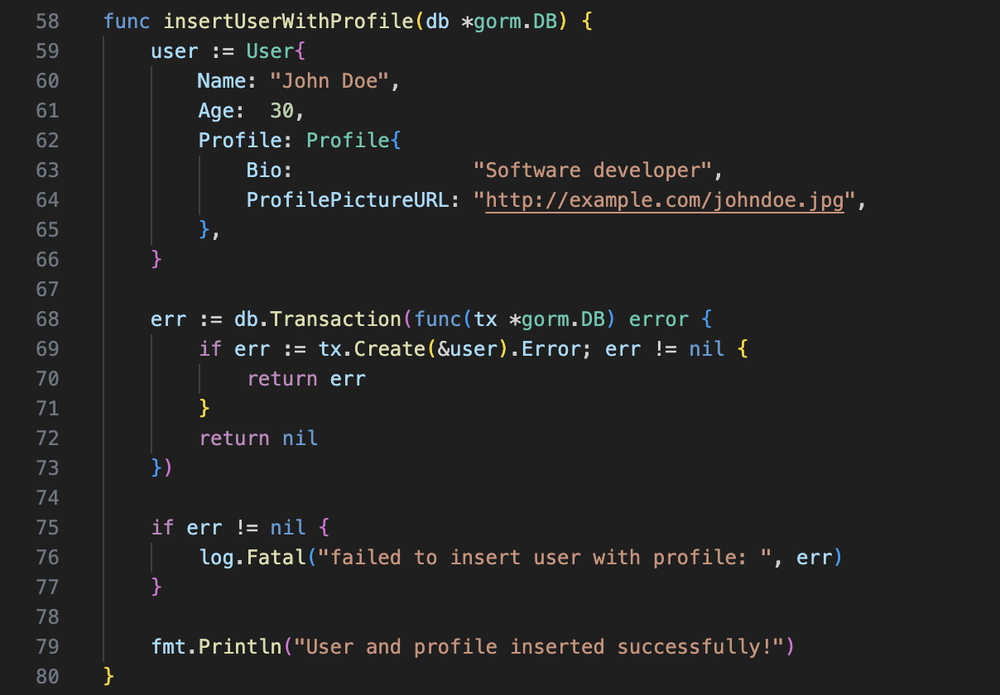 58 func insertUserWithProfile(db *gorm.DB) {
59     user := User{
60         Name: "John Doe",
61         Age:  30,
62         Profile: Profile{
63             Bio:               "Software developer",
64             ProfilePictureURL: "http://example.com/johndoe.jpg",
65         },
66     }
67
68     err := db.Transaction(func(tx *gorm.DB) error {
69         if err := tx.Create(&user).Error; err != nil {
70             return err
71         }
72         return nil
73     })
74
75     if err != nil {
76         log.Fatal("failed to insert user with profile: ", err)
77     }
78
79     fmt.Println("User and profile inserted successfully!")
80 }